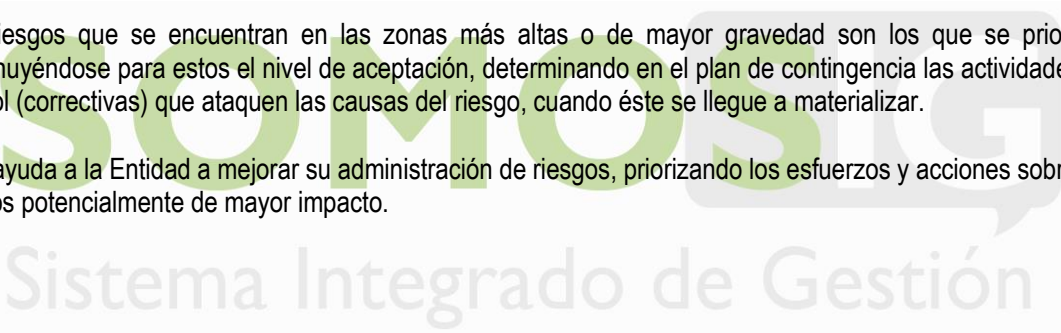 iesgos que se encuentran en las zonas más altas o de mayor gravedad son los que se prio
nuyéndose para estos el nivel de aceptación, determinando en el plan de contingencia las actividade
ol (correctivas) que ataquen las causas del riesgo, cuando éste se llegue a materializar.
ayuda a la Entidad a mejorar su administración de riesgos, priorizando los esfuerzos y acciones sobr
os potencialmente de mayor impacto.
SOMOSIG
Sistema Integrado de Gestión